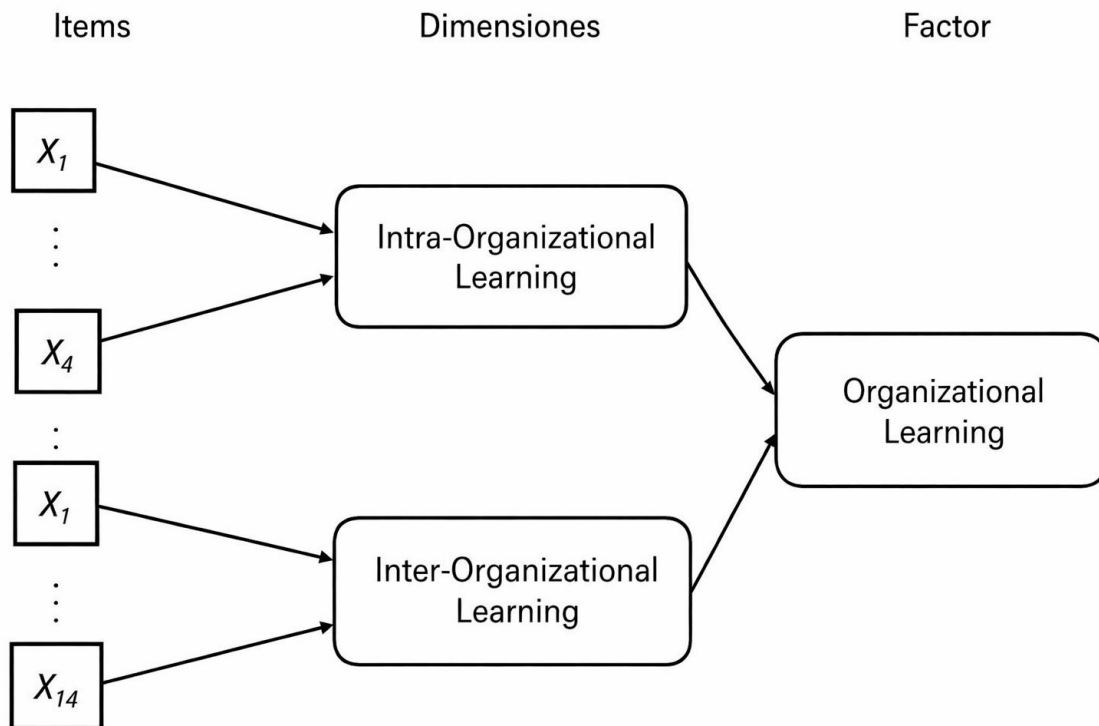 Items Dimensiones Factor
X1
⋮
X4
⋮
X1
⋮
X14
Intra-Organizational
Learning
Inter-Organizational
Learning
Organizational
Learning